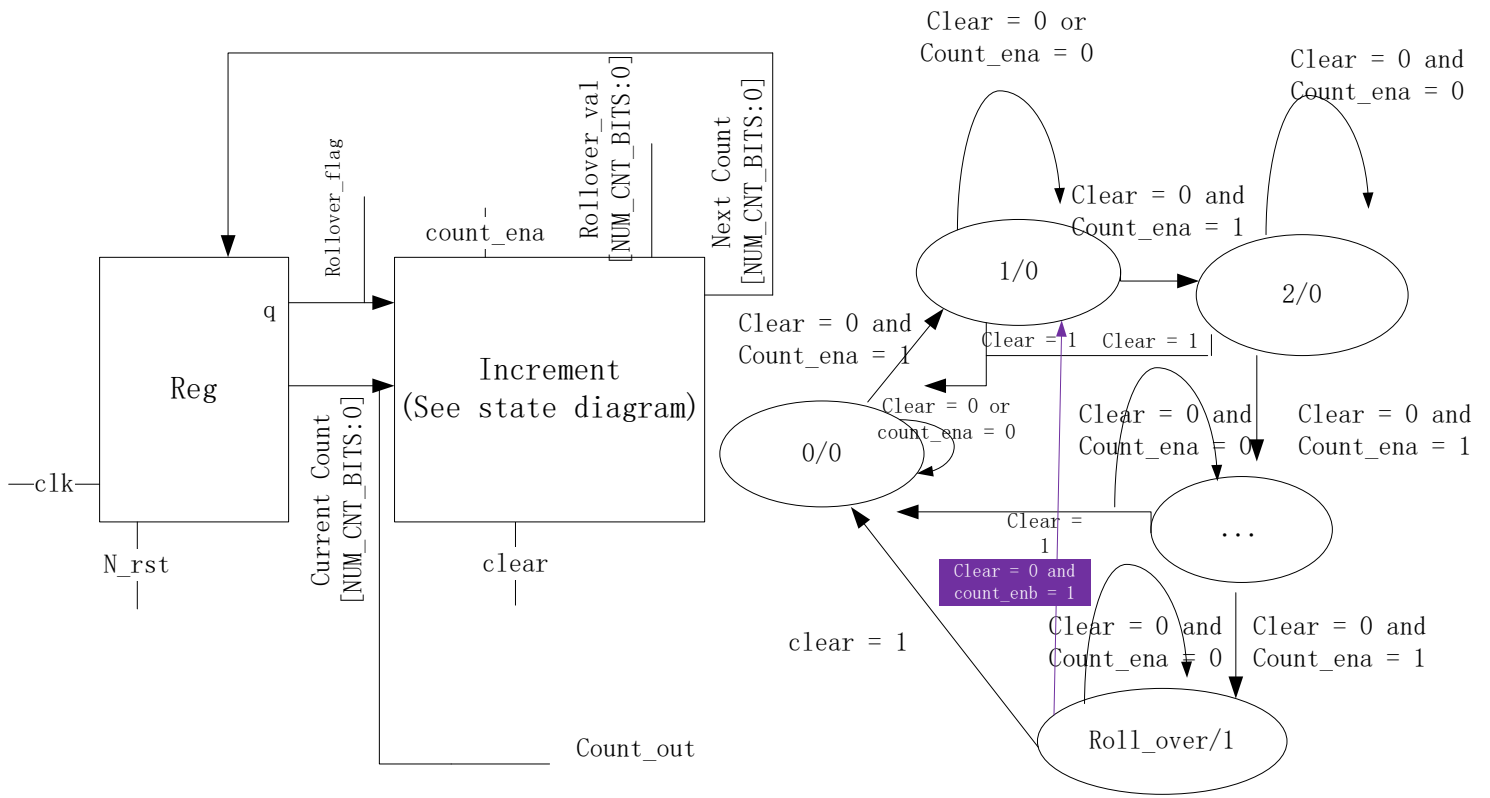 Clear = 0 or
Count_ena = 0
Clear = 0 and
Count_ena = 0
Rollover_flag
count_ena
Rollover_val
[NUM_CNT_BITS:0]
Next Count
[NUM_CNT_BITS:0]
Clear = 0 and
Count_ena = 1
1/0
2/0
q
Reg
Increment
(See state diagram)
Clear = 0 and
Count_ena = 1
Clear = 1
Clear = 1
Clear = 0 or
count_ena = 0
Clear = 0 and
Count_ena = 0
Clear = 0 and
Count_ena = 1
0/0
clk
Current Count
[NUM_CNT_BITS:0]
N_rst
clear
Clear =
1
...
Clear = 0 and
count_enb = 1
clear = 1
Clear = 0 and
Count_ena = 0
Clear = 0 and
Count_ena = 1
Roll_over/1
Count_out